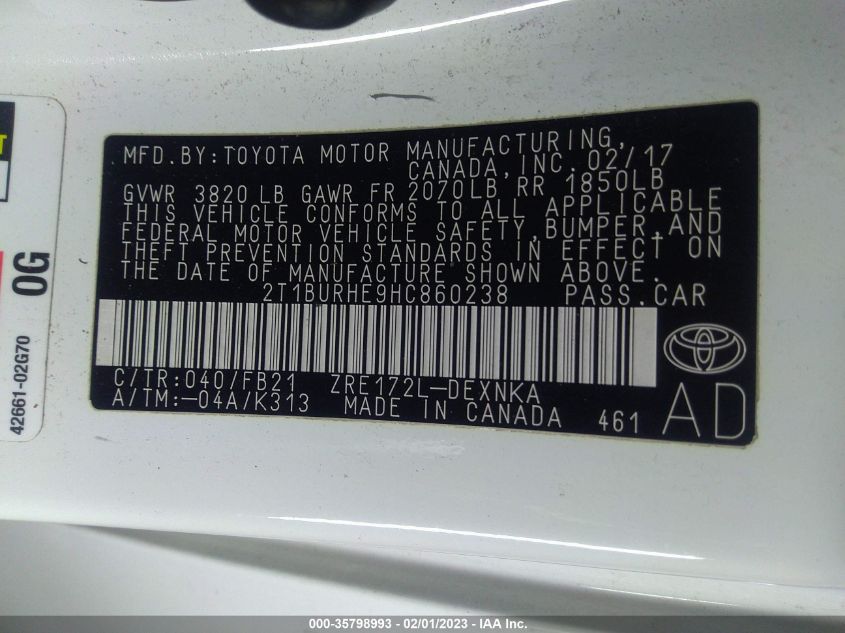 MFD.BY:TOYOTA MOTOR MANUFACTURING,
CANADA,INC. 02/17
GVWR 3820 LB GAWR FR 2070LB RR 1850LB
THIS VEHICLE CONFORMS TO ALL APPLICABLE
FEDERAL MOTOR VEHICLE SAFETY,BUMPER,AND
THEFT PREVENTION STANDARDS IN EFFECT ON
THE DATE OF MANUFACTURE SHOWN ABOVE.
2T1BURHE9HC860238 PASS.CAR
C/TR:040/FB21 ZRE172L-DEXNKA
A/TM:-04A/K313 MADE IN CANADA 461
AD
0G
42661-02G70
000-35798993 - 02/01/2023 - IAA Inc.